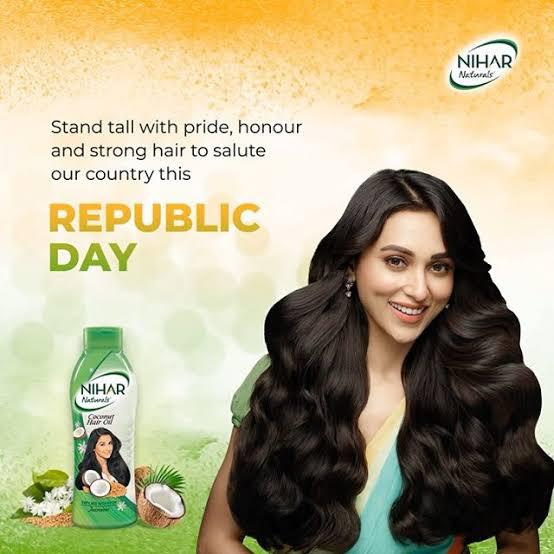 NIHAR
Naturals
Stand tall with pride, honour
and strong hair to salute
our country this
REPUBLIC
DAY
NIHAR
Naturals
Coconut
Hair Oil
Jasmine